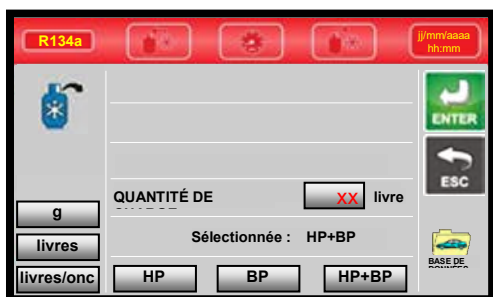 R134a
jj/mm/aaaa
hh:mm
ENTER
ESC
QUANTITÉ DE
XX livre
g
Sélectionnée : HP+BP
livres
BASE DE
livres/onc
HP BP HP+BP